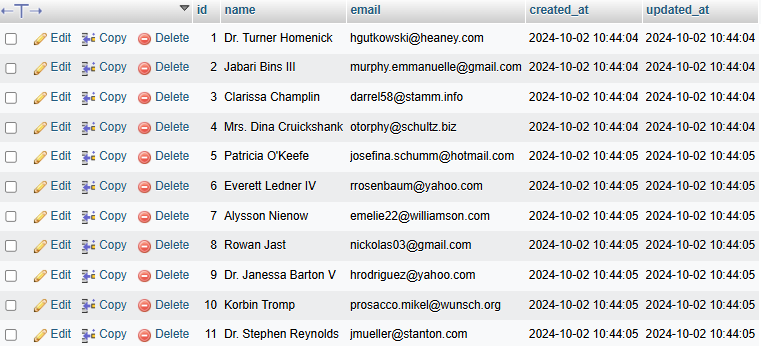 id name email created_at updated_at
Edit Copy Delete 1 Dr. Turner Homenick hgutkowski@heaney.com 2024-10-02 10:44:04 2024-10-02 10:44:04
Edit Copy Delete 2 Jabari Bins III murphy.emmanuelle@gmail.com 2024-10-02 10:44:04 2024-10-02 10:44:04
Edit Copy Delete 3 Clarissa Champlin darrel58@stamm.info 2024-10-02 10:44:04 2024-10-02 10:44:04
Edit Copy Delete 4 Mrs. Dina Cruickshank otorphy@schultz.biz 2024-10-02 10:44:04 2024-10-02 10:44:04
Edit Copy Delete 5 Patricia O'Keefe josefina.schumm@hotmail.com 2024-10-02 10:44:05 2024-10-02 10:44:05
Edit Copy Delete 6 Everett Ledner IV rrosenbaum@yahoo.com 2024-10-02 10:44:05 2024-10-02 10:44:05
Edit Copy Delete 7 Alysson Nienow emelie22@williamson.com 2024-10-02 10:44:05 2024-10-02 10:44:05
Edit Copy Delete 8 Rowan Jast nickolas03@gmail.com 2024-10-02 10:44:05 2024-10-02 10:44:05
Edit Copy Delete 9 Dr. Janessa Barton V hrodriguez@yahoo.com 2024-10-02 10:44:05 2024-10-02 10:44:05
Edit Copy Delete 10 Korbin Tromp prosacco.mikel@wunsch.org 2024-10-02 10:44:05 2024-10-02 10:44:05
Edit Copy Delete 11 Dr. Stephen Reynolds jmueller@stanton.com 2024-10-02 10:44:05 2024-10-02 10:44:05